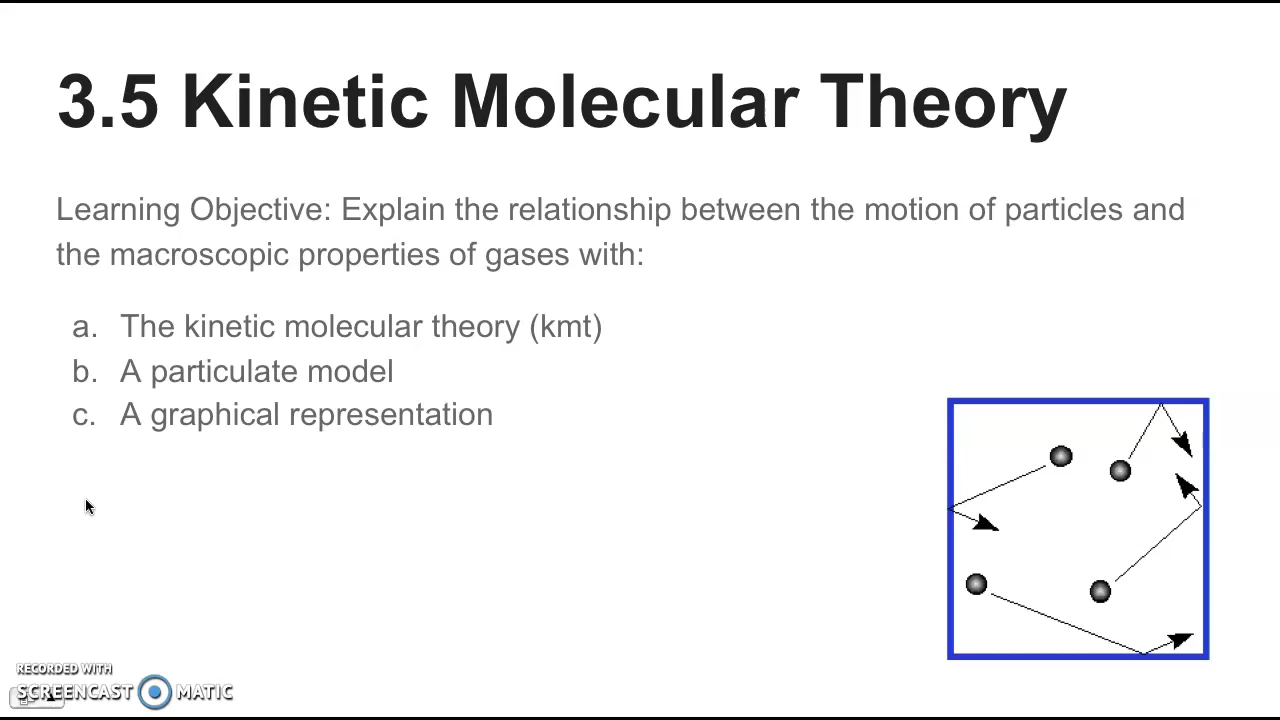 3.5 Kinetic Molecular Theory
Learning Objective: Explain the relationship between the motion of particles and
the macroscopic properties of gases with:
a. The kinetic molecular theory (kmt)
b. A particulate model
c. A graphical representation
RECORDED WITH
SCREENCAST MATIC